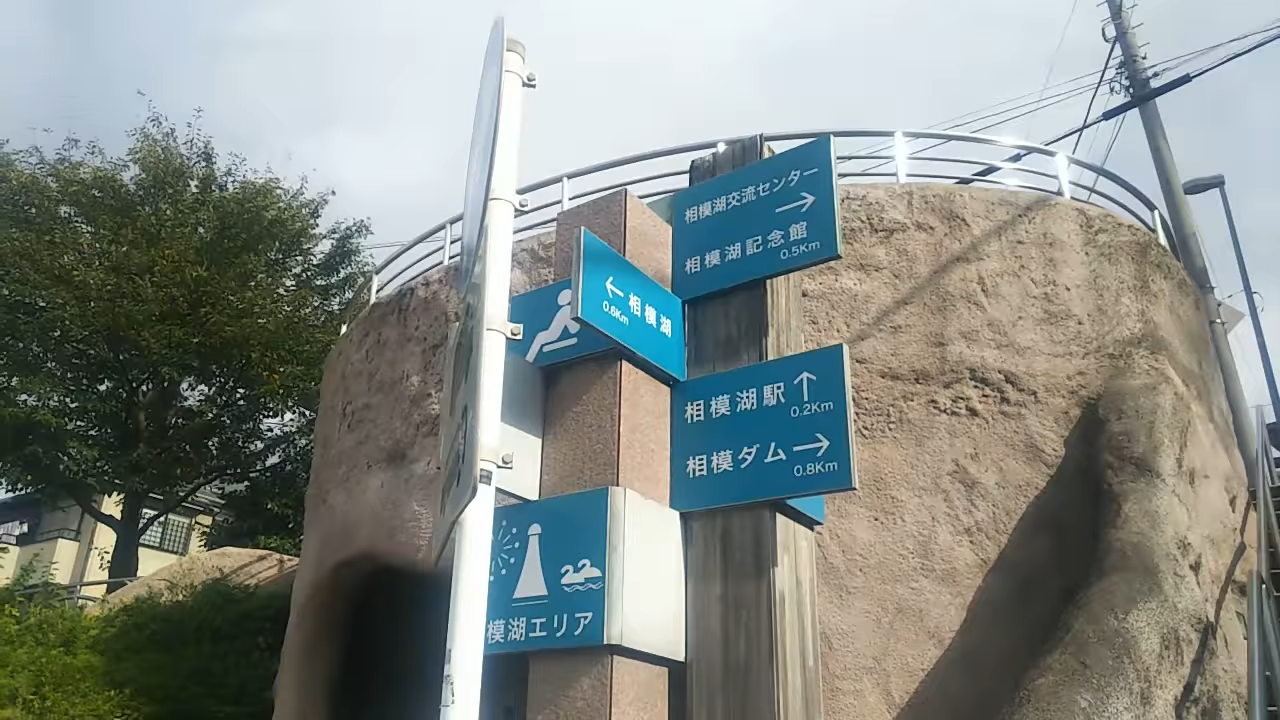 相模湖交流センター
→
相模湖記念館
0.5Km
← 相模湖
0.6Km
相模湖駅 ↑
0.2Km
相模ダム →
0.8Km
模湖エリア